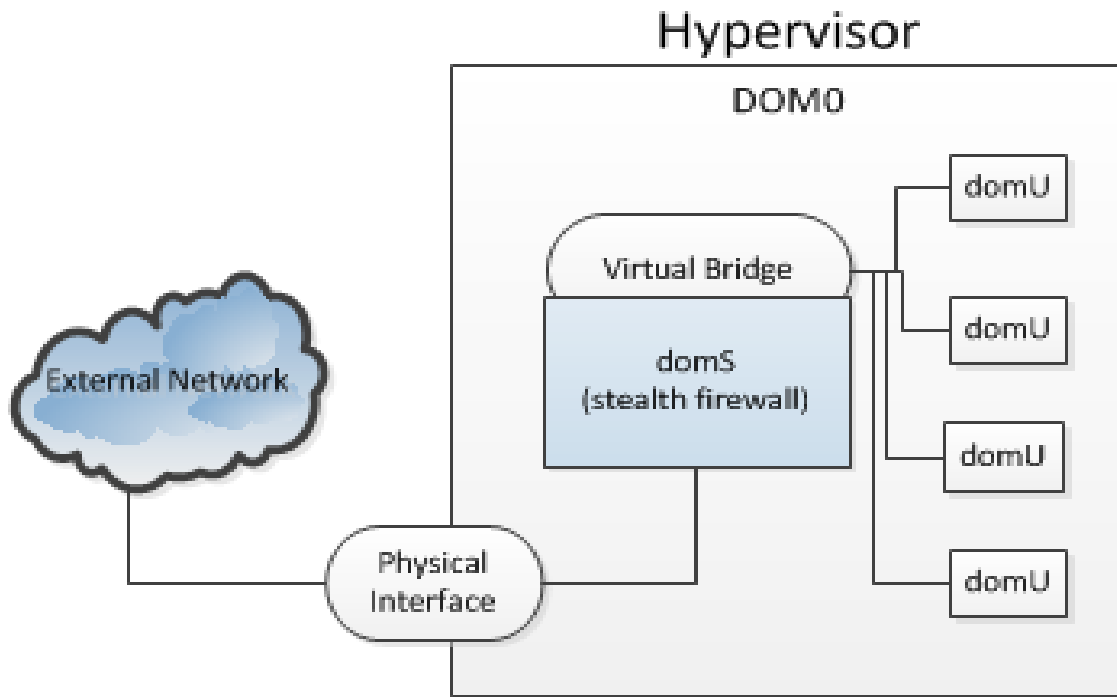 Hypervisor
DOM0
domU
Virtual Bridge
domU
domS
(stealth firewall)
External Network
domU
Physical
Interface
domU